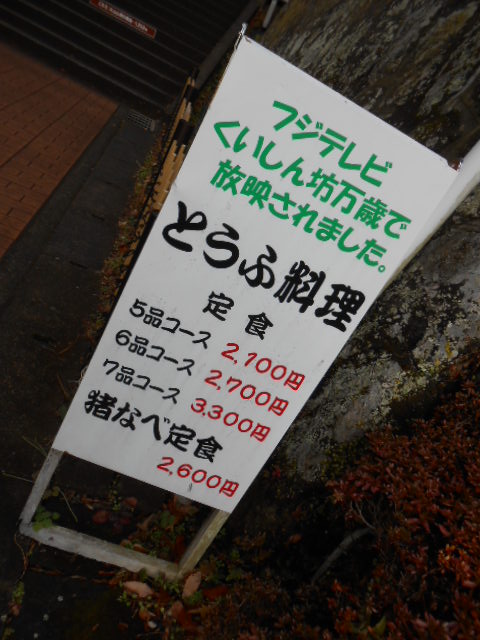 フジテレビ
くいしん坊万歳で
放映されました。
とうふ料理
定食
5品コース 2,100円
6品コース 2,700円
7品コース 3,300円
猪なべ定食
2,600円